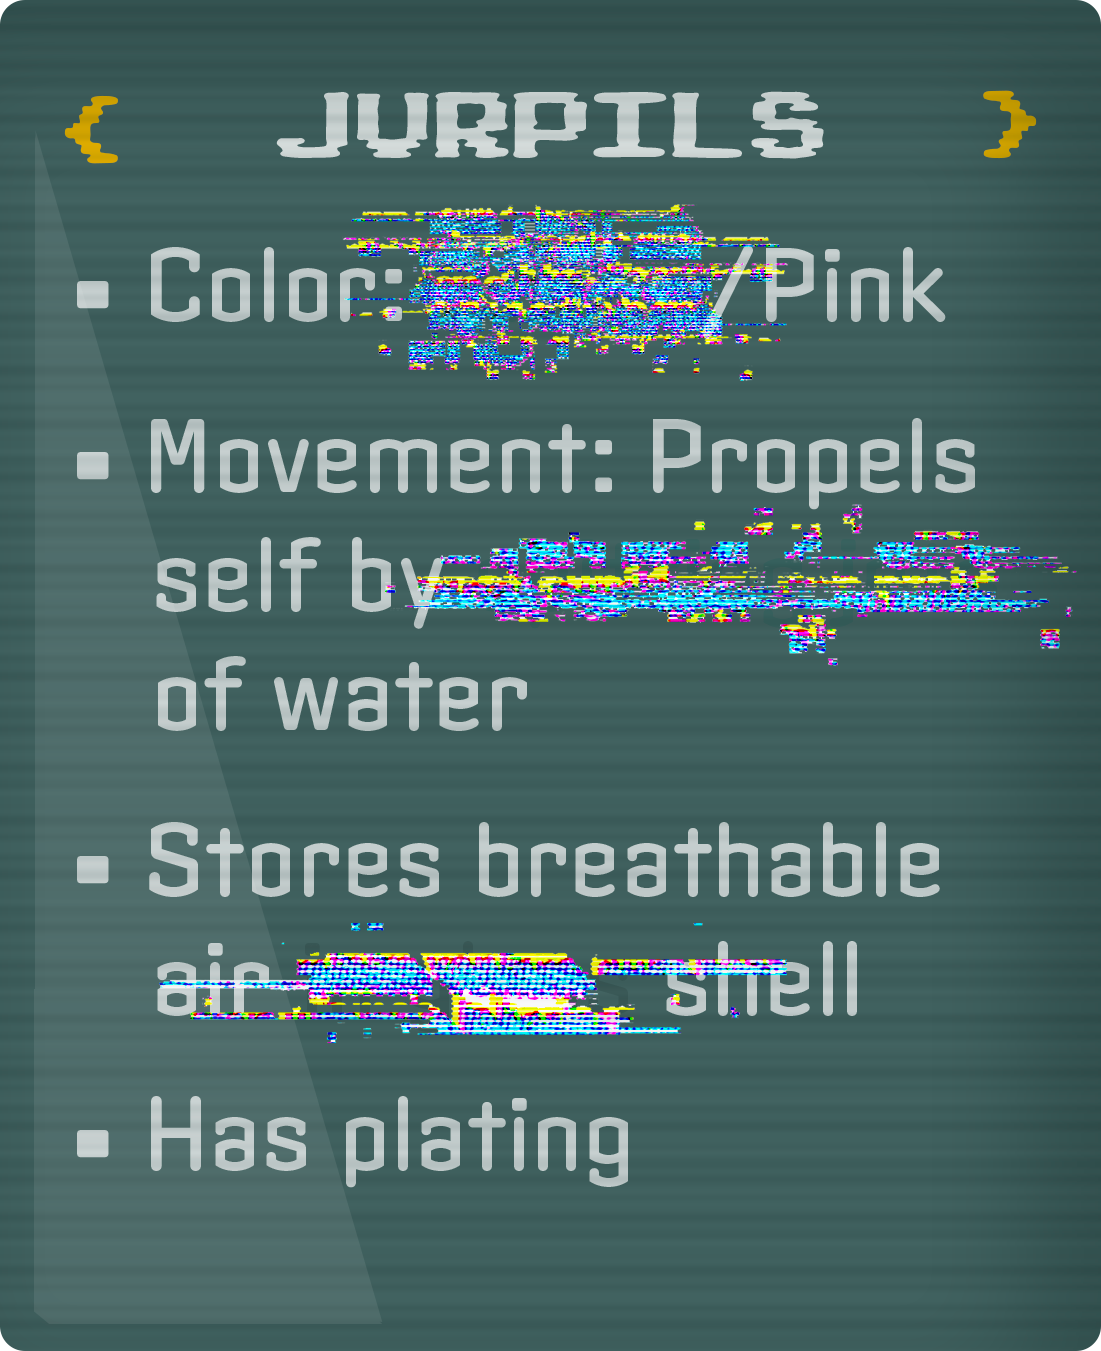 ‹ JURPILS ›
▪ Color: /Pink
▪ Movement: Propels
self by
of water
▪ Stores breathable
air shell
▪ Has plating